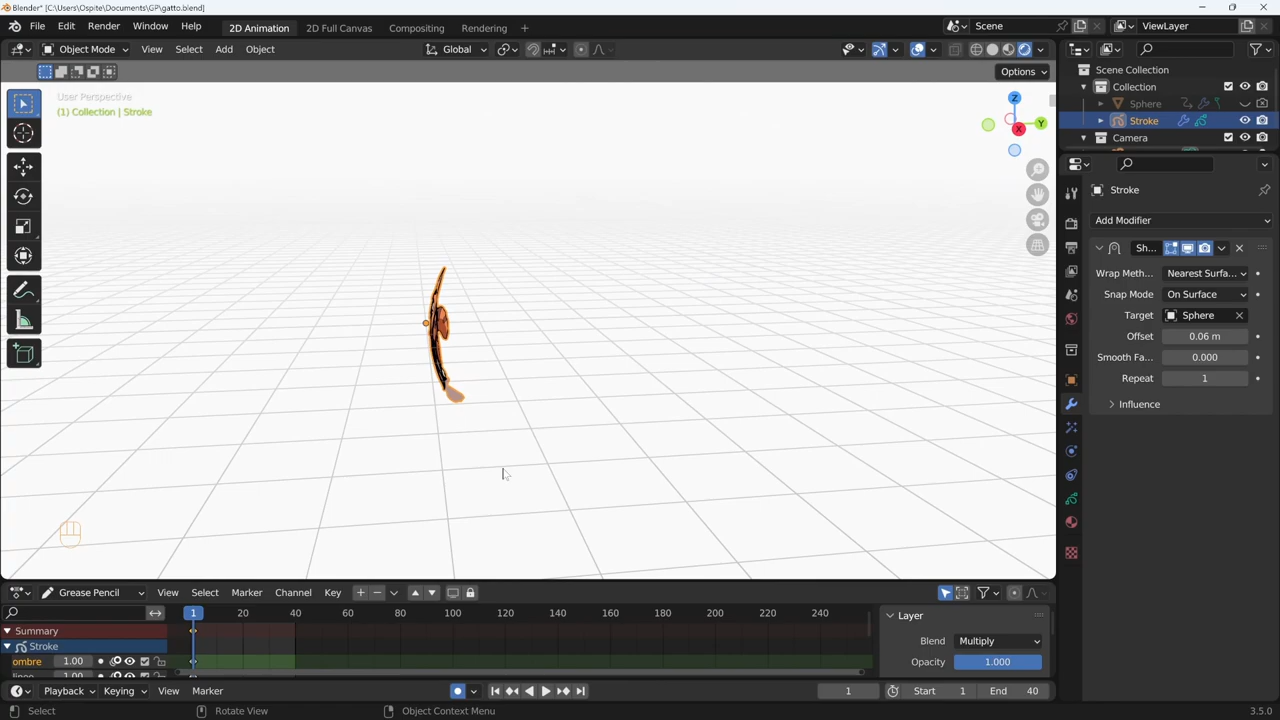 Blender* [C:\Users\Ospite\Documents\GP\gatto.blend]
File Edit Render Window Help
2D Animation 2D Full Canvas Compositing Rendering +
Scene
ViewLayer
Object Mode View Select Add Object
Global
Options
User Perspective
(1) Collection | Stroke
Z
Y
X
Scene Collection
Collection
Sphere
Stroke
Camera
Stroke
Add Modifier
Sh...
Wrap Meth... Nearest Surfa...
Snap Mode On Surface
Target Sphere
Offset 0.06 m
Smooth Fa... 0.000
Repeat 1
Influence
Grease Pencil View Select Marker Channel Key
1 20 40 60 80 100 120 140 160 180 200 220 240
Summary
Stroke
ombre 1.00
linee 1.00
Layer
Blend Multiply
Opacity 1.000
Playback Keying View Marker
1 Start 1 End 40
Select Rotate View Object Context Menu 3.5.0